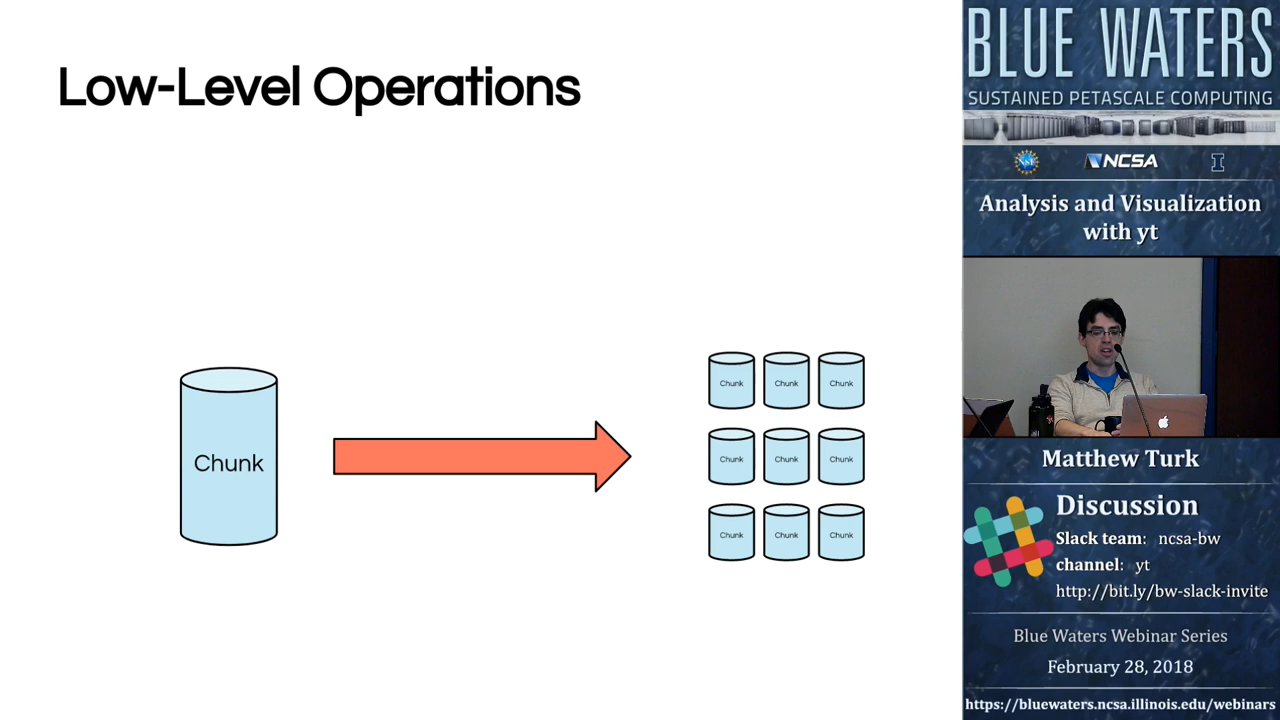 Low-Level Operations
Chunk
Chunk Chunk Chunk
Chunk Chunk Chunk
Chunk Chunk Chunk
BLUE WATERS
SUSTAINED PETASCALE COMPUTING
NSF NCSA I
Analysis and Visualization
with yt
Matthew Turk
Discussion
Slack team: ncsa-bw
channel: yt
http://bit.ly/bw-slack-invite
Blue Waters Webinar Series
February 28, 2018
https://bluewaters.ncsa.illinois.edu/webinars